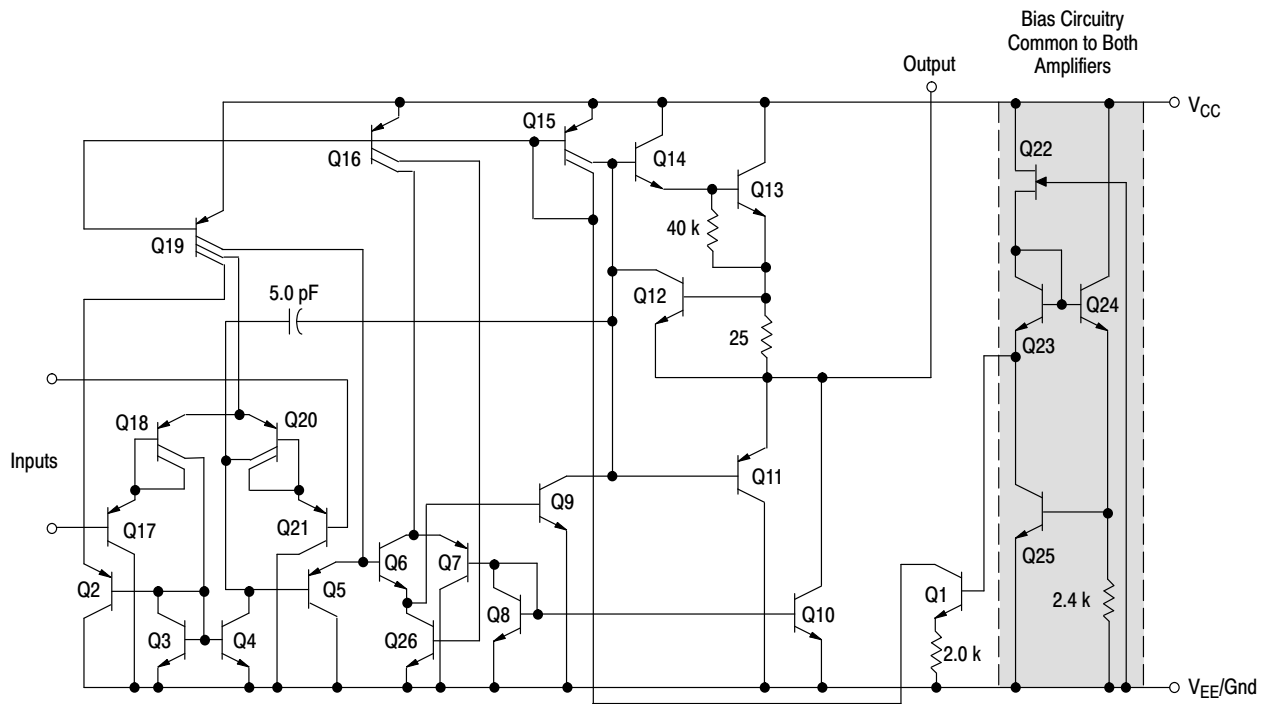 Bias Circuitry
Common to Both
Amplifiers
Output
V_CC
Q15
Q22
Q16
Q14
Q13
40 k
Q19
5.0 pF
Q12
Q24
25
Q23
Q18
Q20
Inputs
Q9
Q11
Q17
Q21
Q25
Q6
Q7
Q2
Q5
Q1
2.4 k
Q8
Q3
Q4
Q26
Q10
2.0 k
V_EE/Gnd